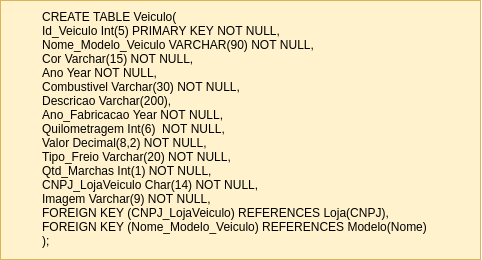 CREATE TABLE Veiculo(
Id_Veiculo Int(5) PRIMARY KEY NOT NULL,
Nome_Modelo_Veiculo VARCHAR(90) NOT NULL,
Cor Varchar(15) NOT NULL,
Ano Year NOT NULL,
Combustivel Varchar(30) NOT NULL,
Descricao Varchar(200),
Ano_Fabricacao Year NOT NULL,
Quilometragem Int(6)  NOT NULL,
Valor Decimal(8,2) NOT NULL,
Tipo_Freio Varchar(20) NOT NULL,
Qtd_Marchas Int(1) NOT NULL,
CNPJ_LojaVeiculo Char(14) NOT NULL,
Imagem Varchar(9) NOT NULL,
FOREIGN KEY (CNPJ_LojaVeiculo) REFERENCES Loja(CNPJ),
FOREIGN KEY (Nome_Modelo_Veiculo) REFERENCES Modelo(Nome)
);